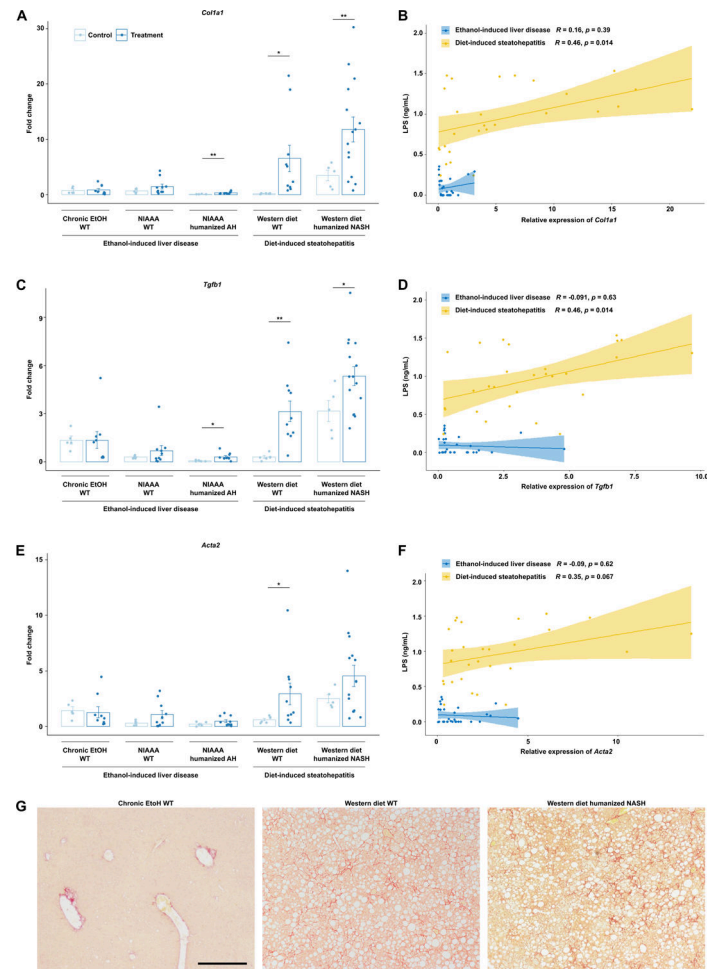 A
Col1a1
Control
Treatment
**
*
**
Fold change
30
20
10
0
Chronic EtOH WT
NIAAA WT
NIAAA humanized AH
Western diet WT
Western diet humanized NASH
Ethanol-induced liver disease
Diet-induced steatohepatitis
B
Ethanol-induced liver disease R = 0.16, p = 0.39
Diet-induced steatohepatitis R = 0.46, p = 0.014
LPS (ng/mL)
2.0
1.5
1.0
0.5
0.0
0
5
10
15
20
Relative expression of Col1a1
C
Tgfb1
*
**
*
Fold change
9
6
3
0
Chronic EtOH WT
NIAAA WT
NIAAA humanized AH
Western diet WT
Western diet humanized NASH
Ethanol-induced liver disease
Diet-induced steatohepatitis
D
Ethanol-induced liver disease R = -0.091, p = 0.63
Diet-induced steatohepatitis R = 0.46, p = 0.014
LPS (ng/mL)
2.0
1.5
1.0
0.5
0.0
0.0
2.5
5.0
7.5
10.0
Relative expression of Tgfb1
E
Acta2
*
Fold change
15
10
5
0
Chronic EtOH WT
NIAAA WT
NIAAA humanized AH
Western diet WT
Western diet humanized NASH
Ethanol-induced liver disease
Diet-induced steatohepatitis
F
Ethanol-induced liver disease R = -0.09, p = 0.62
Diet-induced steatohepatitis R = 0.35, p = 0.067
LPS (ng/mL)
2.0
1.5
1.0
0.5
0.0
0
5
10
Relative expression of Acta2
G
Chronic EtoH WT
Western diet WT
Western diet humanized NASH